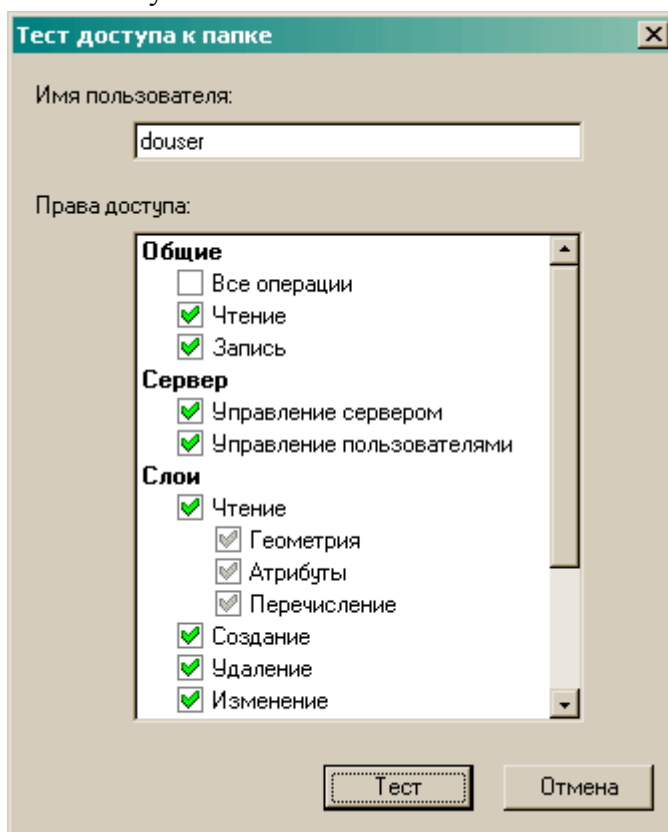 Тест доступа к папке
Имя пользователя:
douser
Права доступа:
Общие
Все операции
Чтение
Запись
Сервер
Управление сервером
Управление пользователями
Слои
Чтение
Геометрия
Атрибуты
Перечисление
Создание
Удаление
Изменение
Тест Отмена